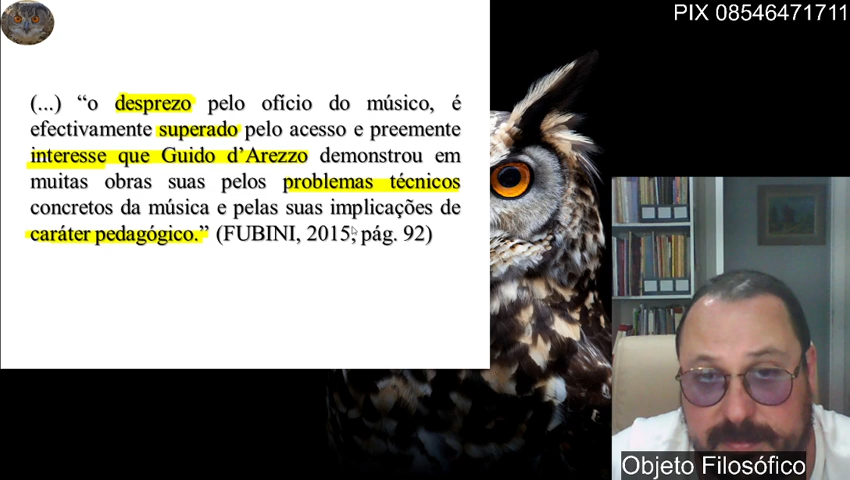 PIX 08546471711
(...) “o desprezo pelo ofício do músico, é
efectivamente superado pelo acesso e preemente
interesse que Guido d’Arezzo demonstrou em
muitas obras suas pelos problemas técnicos
concretos da música e pelas suas implicações de
caráter pedagógico.” (FUBINI, 2015, pág. 92)
Objeto Filosófico